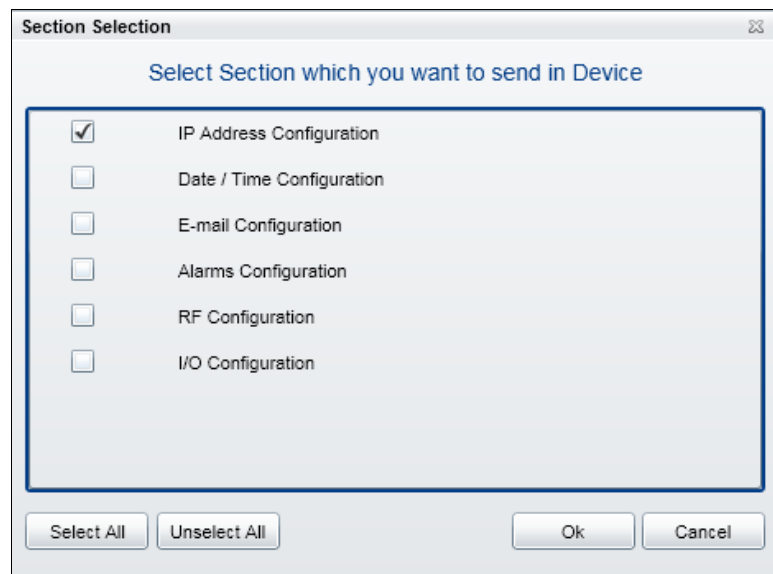 Section Selection
Select Section which you want to send in Device
IP Address Configuration
Date / Time Configuration
E-mail Configuration
Alarms Configuration
RF Configuration
I/O Configuration
Select All Unselect All Ok Cancel